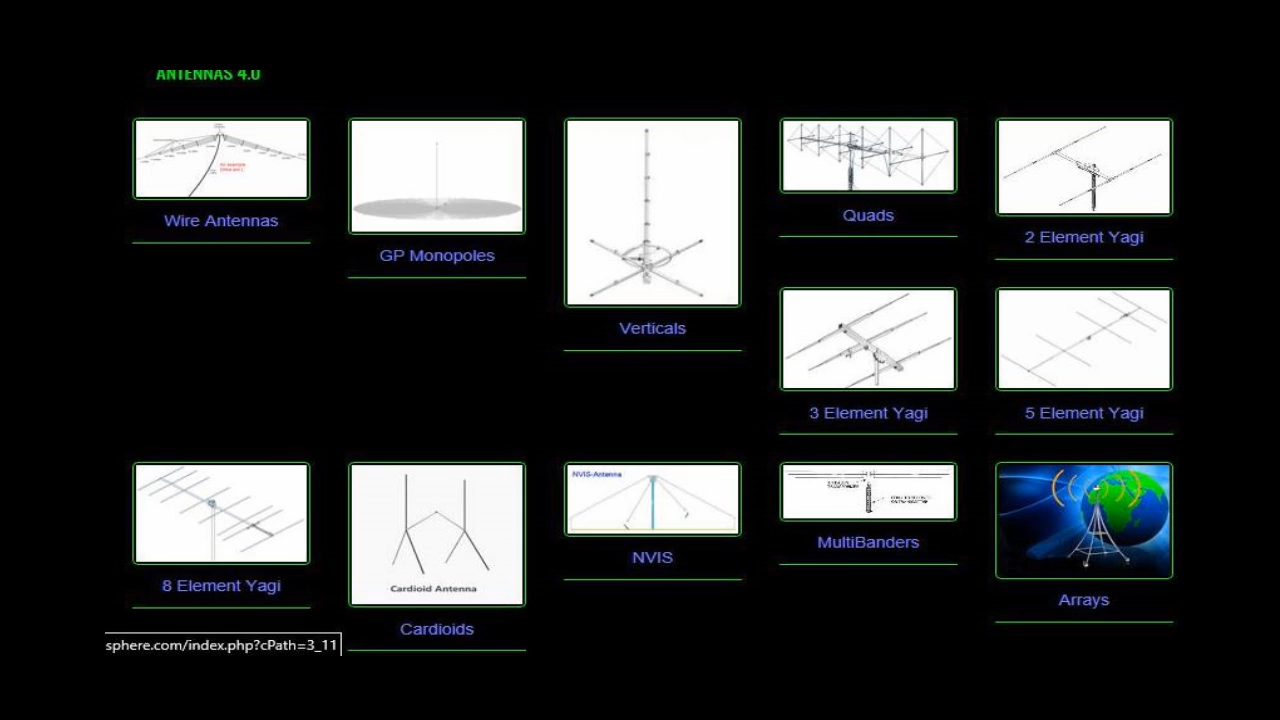 ANTENNAS 4.0
Wire Antennas
GP Monopoles
Verticals
Quads
2 Element Yagi
3 Element Yagi
5 Element Yagi
8 Element Yagi
Cardioid Antenna
Cardioids
NVIS-Antenna
NVIS
MultiBanders
Arrays
sphere.com/index.php?cPath=3_11